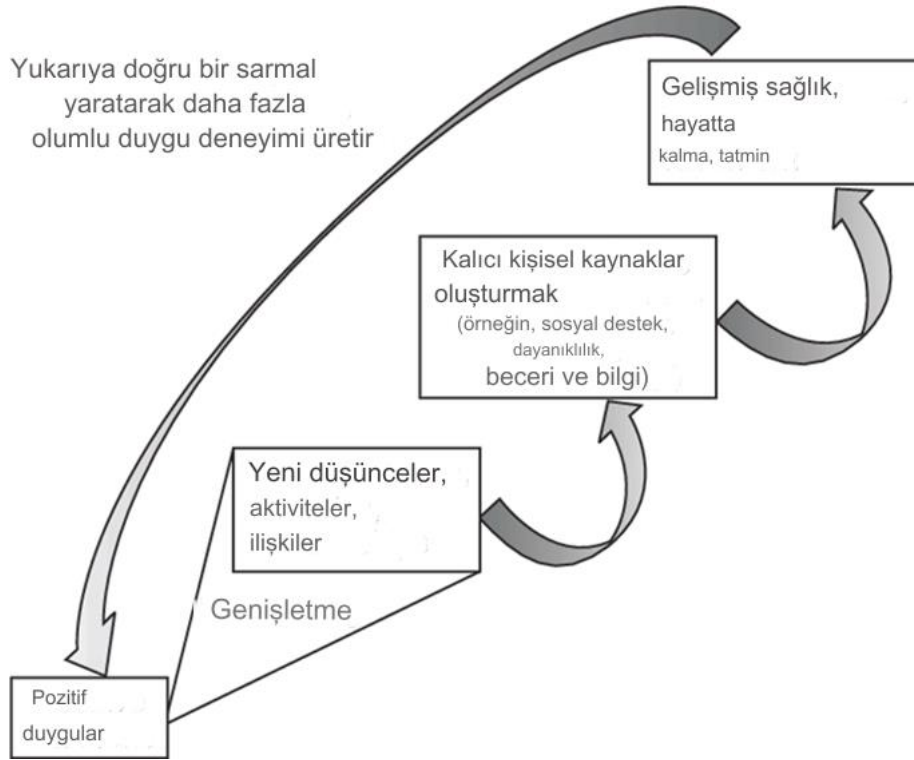 Yukarıya doğru bir sarmal
yaratarak daha fazla
olumlu duygu deneyimi üretir
Gelişmiş sağlık,
hayatta
kalma, tatmin
Kalıcı kişisel kaynaklar
oluşturmak
(örneğin, sosyal destek,
dayanıklılık,
beceri ve bilgi)
Yeni düşünceler,
aktiviteler,
ilişkiler
Genişletme
Pozitif
duygular